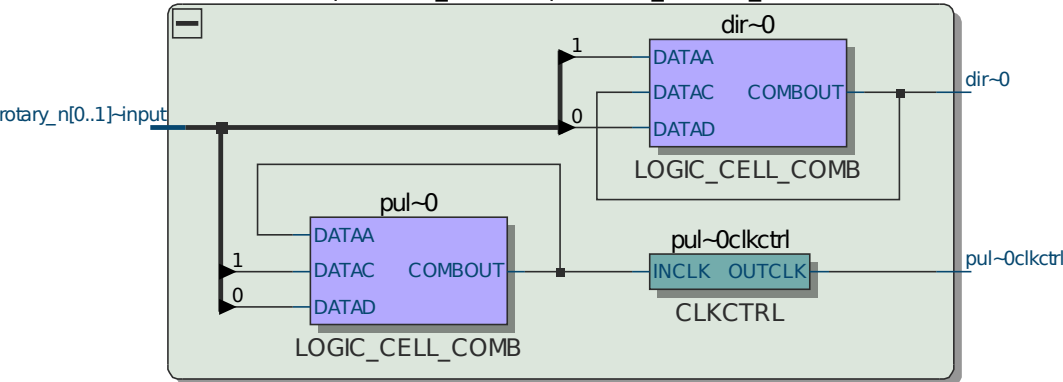 dir~0
1
DATAA
DATAC COMBOUT
dir~0
rotary_n[0..1]~input
0
DATAD
LOGIC_CELL_COMB
pul~0
DATAA
pul~0clkctrl
1
DATAC COMBOUT
INCLK OUTCLK
pul~0clkctrl
0
DATAD
CLKCTRL
LOGIC_CELL_COMB